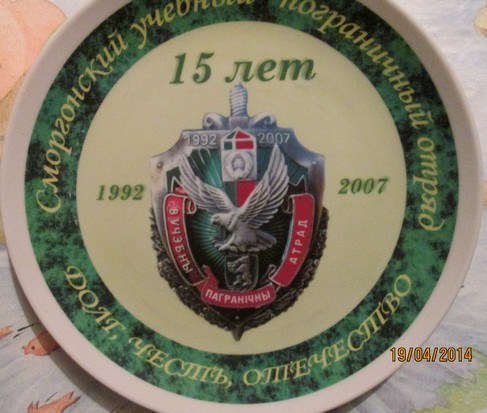 Сморгонский учебный пограничный отряд
15 лет
1992 2007
1992
2007
ВУЧЭБНЫ
ПАГРАНІЧНЫ
АТРАД
ДОЛГ, ЧЕСТЬ, ОТЕЧЕСТВО
19/04/2014